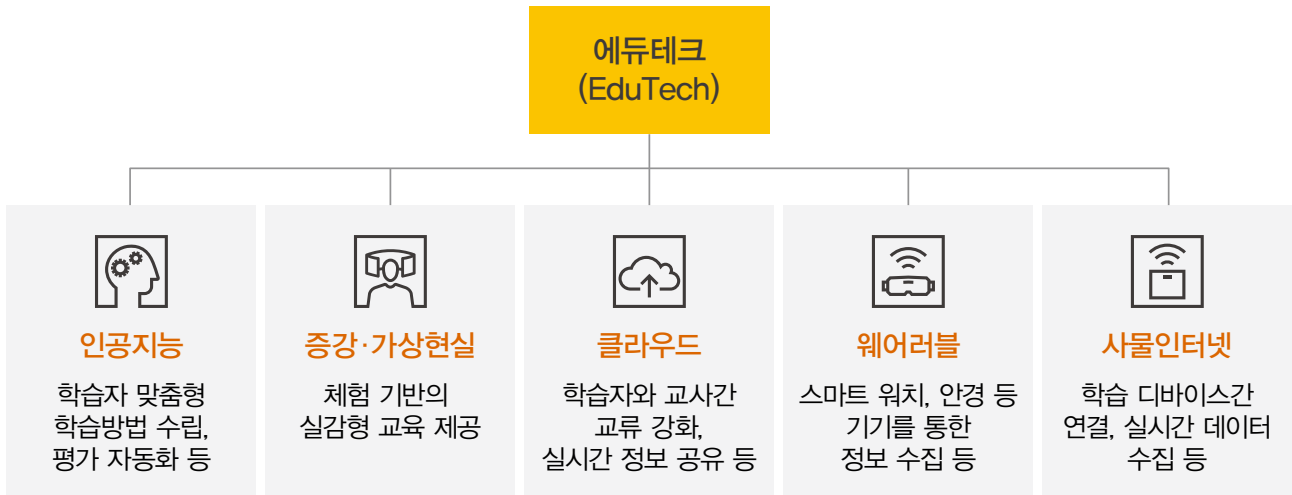 에듀테크
(EduTech)
인공지능
학습자 맞춤형
학습방법 수립,
평가 자동화 등
증강·가상현실
체험 기반의
실감형 교육 제공
클라우드
학습자와 교사간
교류 강화,
실시간 정보 공유 등
웨어러블
스마트 워치, 안경 등
기기를 통한
정보 수집 등
사물인터넷
학습 디바이스간
연결, 실시간 데이터
수집 등